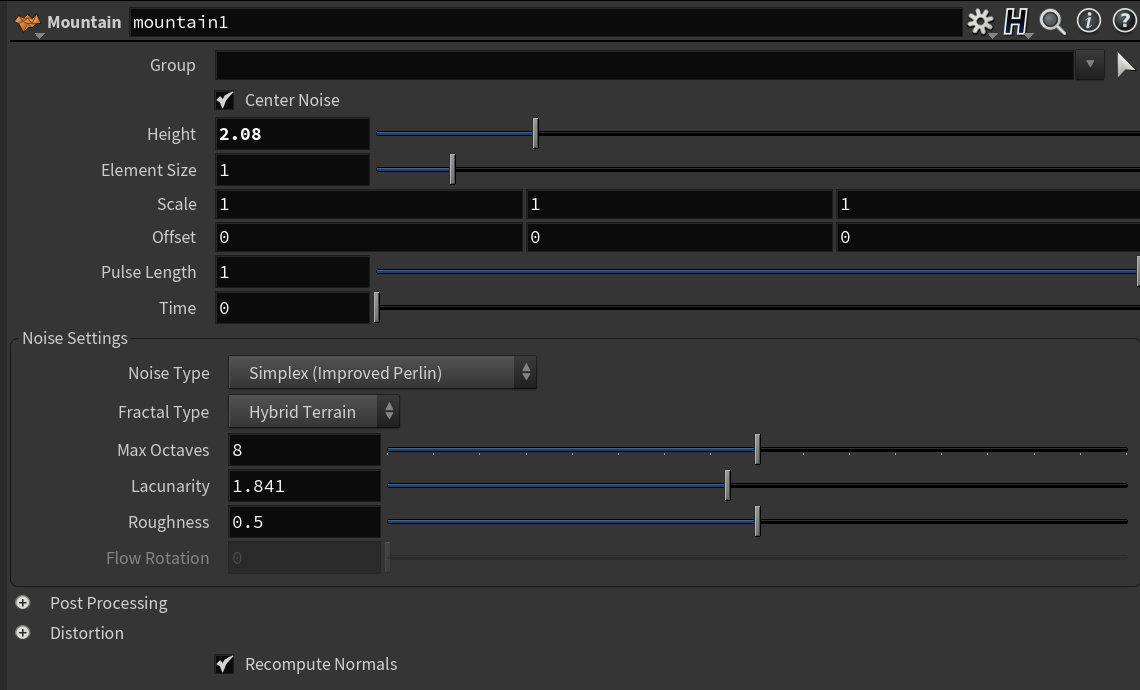 Mountain mountain1
Group
Center Noise
Height 2.08
Element Size 1
Scale 1 1 1
Offset 0 0 0
Pulse Length 1
Time 0
Noise Settings
Noise Type Simplex (Improved Perlin)
Fractal Type Hybrid Terrain
Max Octaves 8
Lacunarity 1.841
Roughness 0.5
Flow Rotation 0
Post Processing
Distortion
Recompute Normals